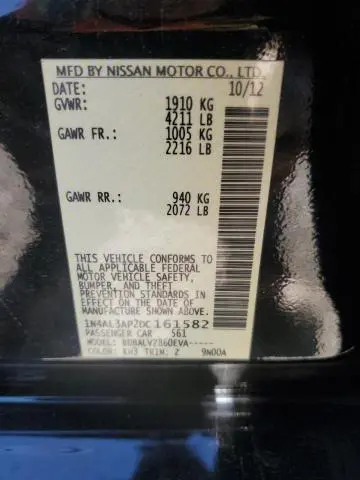 MFD BY NISSAN MOTOR CO., LTD.
DATE: 10/12
GVWR: 1910 KG
4211 LB
GAWR FR.: 1005 KG
2216 LB
GAWR RR.: 940 KG
2072 LB
THIS VEHICLE CONFORMS TO
ALL APPLICABLE FEDERAL
MOTOR VEHICLE SAFETY,
BUMPER, AND THEFT
PREVENTION STANDARDS IN
EFFECT ON THE DATE OF
MANUFACTURE SHOWN ABOVE.
1N4AL3AP2DC161582
PASSENGER CAR 561
MODEL: BDBALVZB60EVA-----
COLOR: KH3 TRIM: Z 9N00A